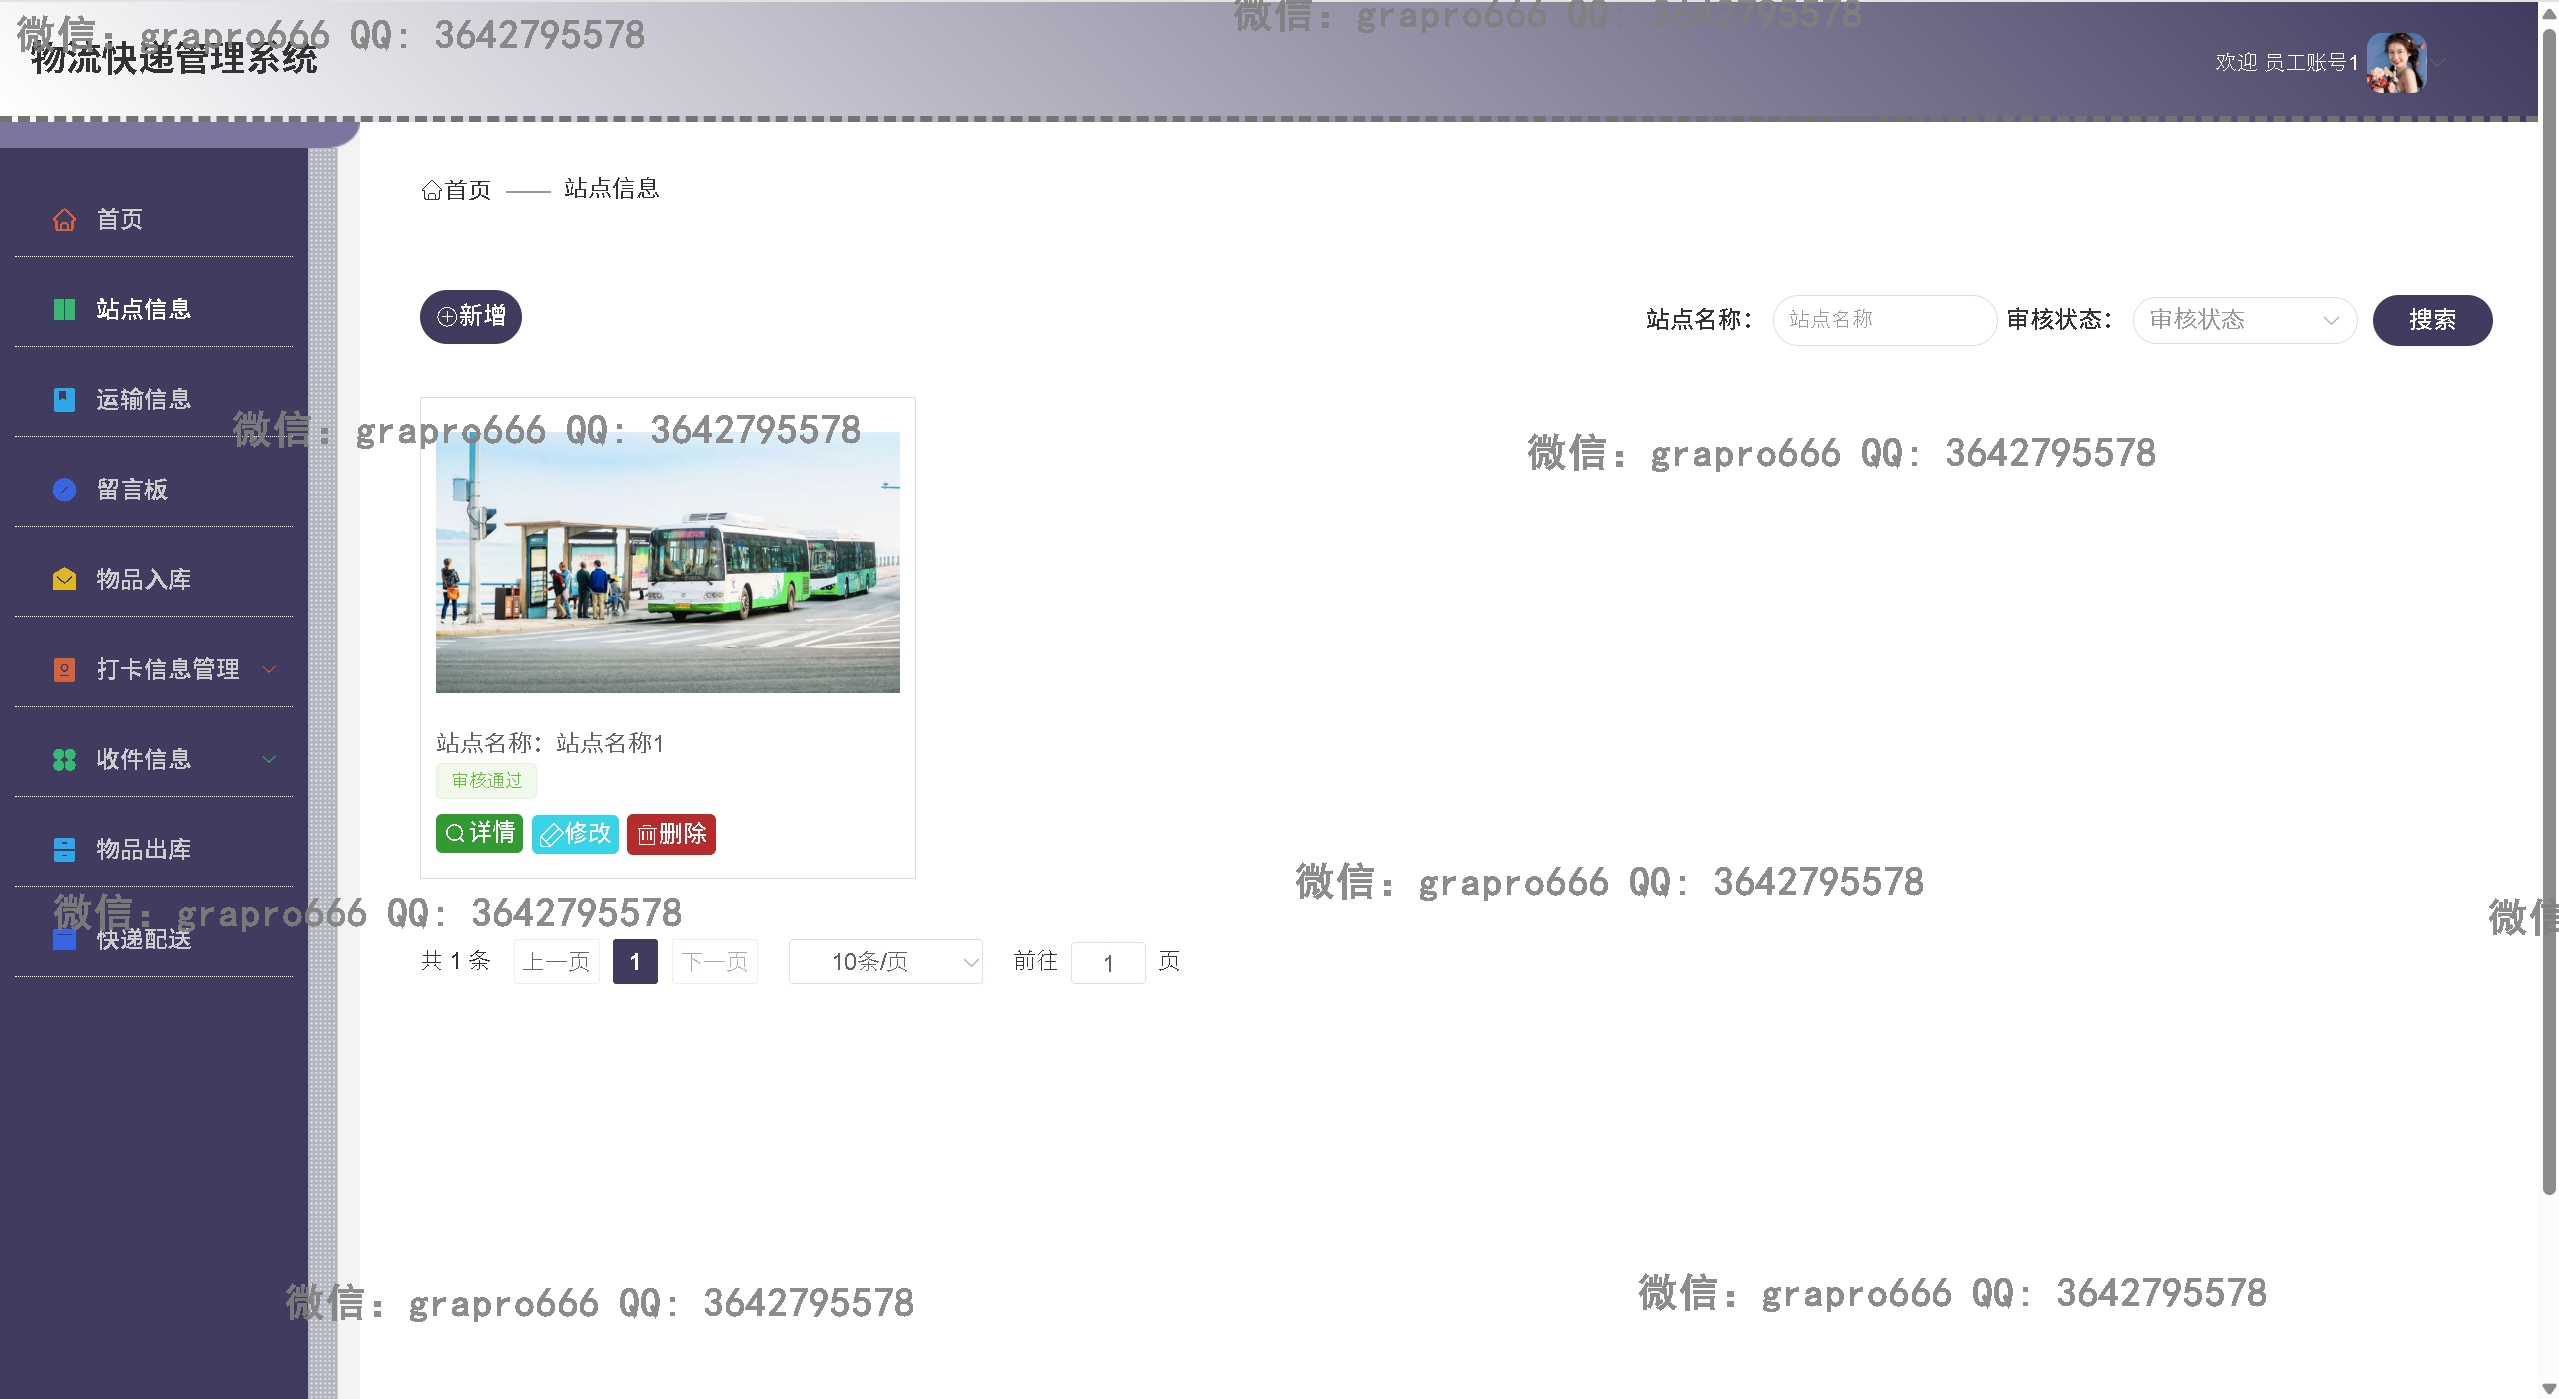 微信：grapro666 QQ：3642795578
微信：grapro666 QQ：3642795578
物流快递管理系统
欢迎 员工账号1
首页
站点信息
运输信息
留言板
物品入库
打卡信息管理
收件信息
物品出库
快递配送
首页 —— 站点信息
新增
站点名称： 站点名称 审核状态： 审核状态 搜索
微信：grapro666 QQ：3642795578
微信：grapro666 QQ：3642795578
站点名称：站点名称1
审核通过
详情 修改 删除
微信：grapro666 QQ：3642795578
微信：grapro666 QQ：3642795578
微信
共 1 条 上一页 1 下一页 10条/页 前往 1 页
微信：grapro666 QQ：3642795578
微信：grapro666 QQ：3642795578